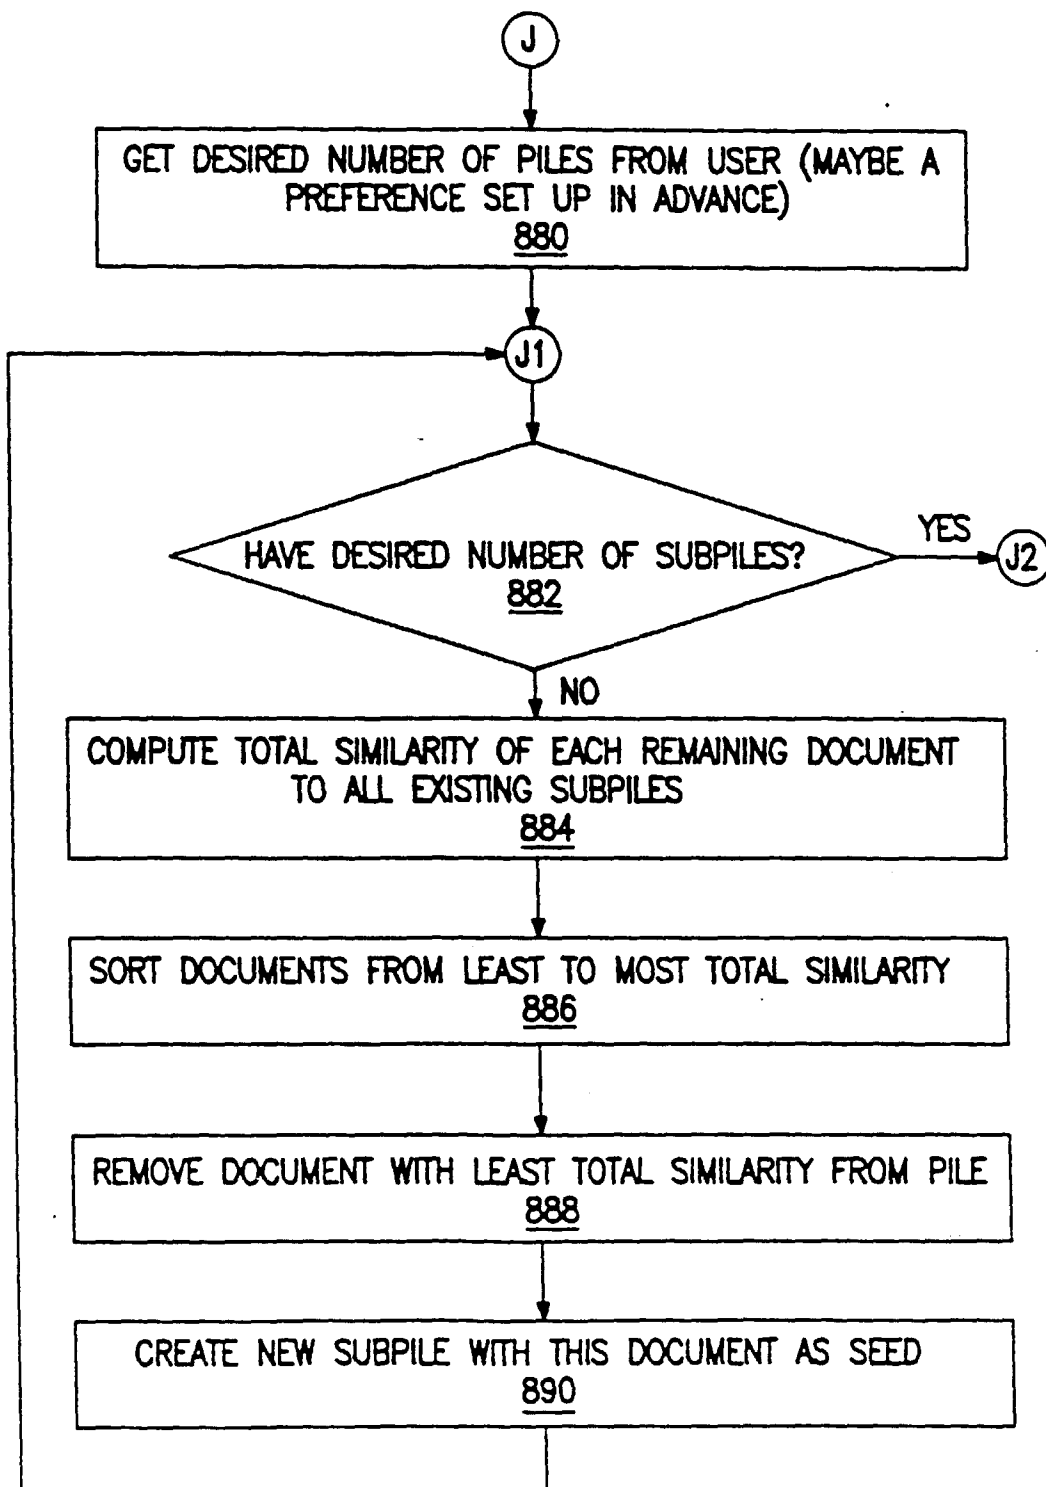 J
GET DESIRED NUMBER OF PILES FROM USER (MAYBE A
PREFERENCE SET UP IN ADVANCE)
880
J1
HAVE DESIRED NUMBER OF SUBPILES?
882
YES
J2
NO
COMPUTE TOTAL SIMILARITY OF EACH REMAINING DOCUMENT
TO ALL EXISTING SUBPILES
884
SORT DOCUMENTS FROM LEAST TO MOST TOTAL SIMILARITY
886
REMOVE DOCUMENT WITH LEAST TOTAL SIMILARITY FROM PILE
888
CREATE NEW SUBPILE WITH THIS DOCUMENT AS SEED
890